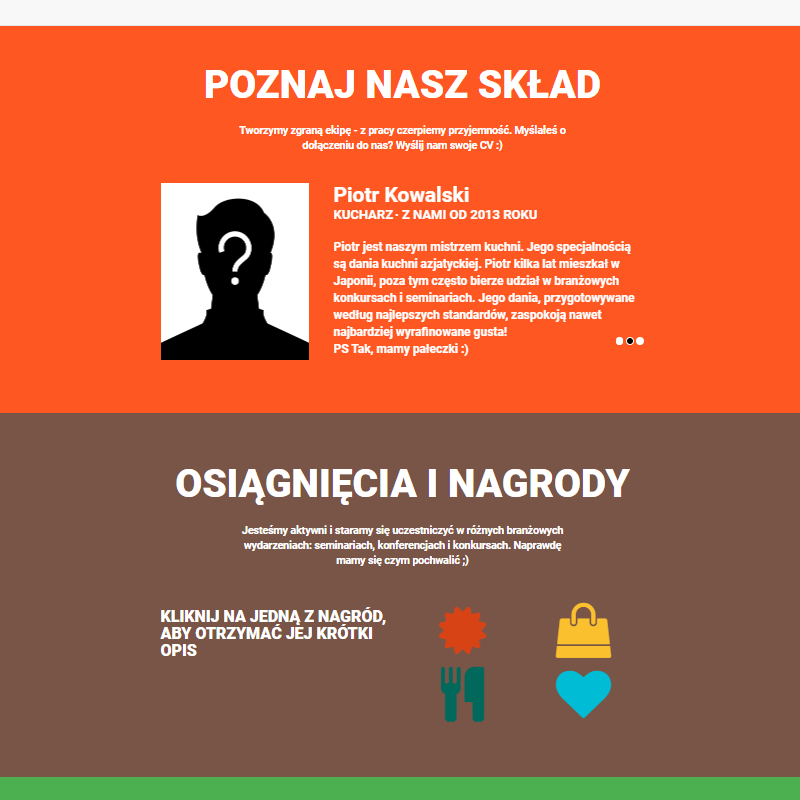 POZNAJ NASZ SKŁAD
Tworzymy zgraną ekipę - z pracy czerpiemy przyjemność. Myślałeś o
dołączeniu do nas? Wyślij nam swoje CV :)
Piotr Kowalski
KUCHARZ · Z NAMI OD 2013 ROKU
Piotr jest naszym mistrzem kuchni. Jego specjalnością
są dania kuchni azjatyckiej. Piotr kilka lat mieszkał w
Japonii, poza tym często bierze udział w branżowych
konkursach i seminariach. Jego dania, przygotowywane
według najlepszych standardów, zaspokoją nawet
najbardziej wyrafinowane gusta!
PS Tak, mamy pałeczki :)
OSIĄGNIĘCIA I NAGRODY
Jesteśmy aktywni i staramy się uczestniczyć w różnych branżowych
wydarzeniach: seminariach, konferencjach i konkursach. Naprawdę
mamy się czym pochwalić ;)
KLIKNIJ NA JEDNĄ Z NAGRÓD,
ABY OTRZYMAĆ JEJ KRÓTKI
OPIS